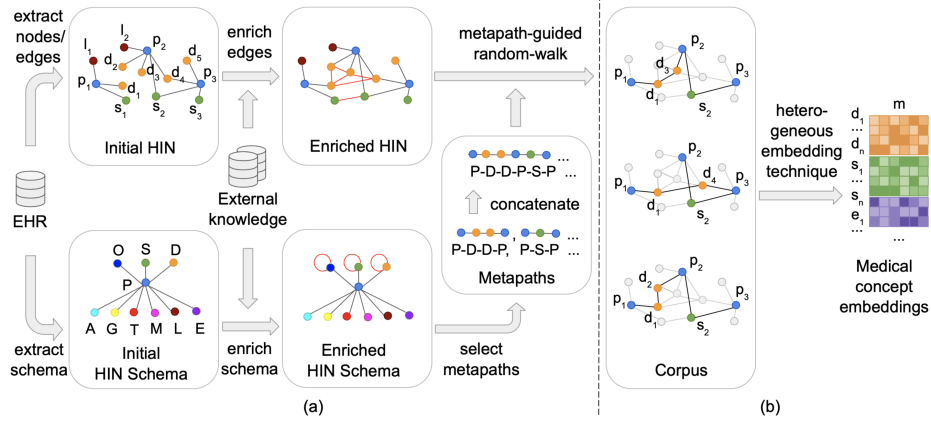 extract
nodes/
edges
l1
l2
p2
d5
d2
d3
d4
p3
p1
d1
s1
s2
s3
Initial HIN
enrich
edges
Enriched HIN
metapath-guided
random-walk
EHR
External
knowledge
P-D-D-P-S-P ...
concatenate
P-D-D-P, P-S-P ...
Metapaths
O S D
P
A G T M L E
Initial
HIN Schema
extract
schema
enrich
schema
Enriched
HIN Schema
select
metapaths
(a)
p2
d3
p1
p3
d1
s2
p2
d4
p1
p3
d1
s2
p2
d2
p3
p1
d1
s2
Corpus
hetero-
geneous
embedding
technique
m
d1
...
dn
s1
...
sn
e1
...
...
Medical
concept
embeddings
(b)